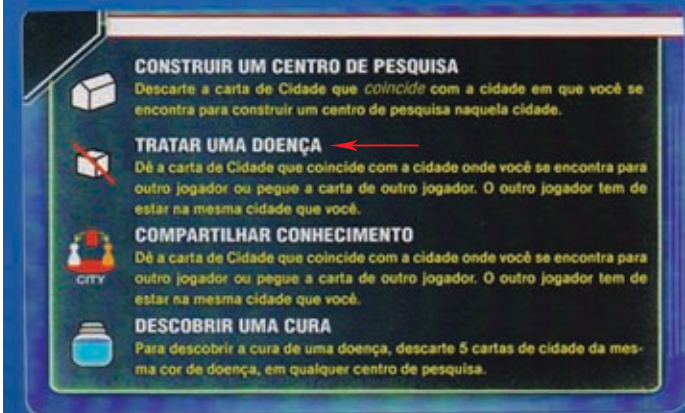 CONSTRUIR UM CENTRO DE PESQUISA
Descarte a carta de Cidade que coincide com a cidade em que você se
encontra para construir um centro de pesquisa naquela cidade.
TRATAR UMA DOENÇA
Dê a carta de Cidade que coincide com a cidade onde você se encontra para
outro jogador ou pegue a carta de outro jogador. O outro jogador tem de
estar na mesma cidade que você.
COMPARTILHAR CONHECIMENTO
Dê a carta de Cidade que coincide com a cidade onde você se encontra para
outro jogador ou pegue a carta de outro jogador. O outro jogador tem de
estar na mesma cidade que você.
CITY
DESCOBRIR UMA CURA
Para descobrir a cura de uma doença, descarte 5 cartas de cidade da mes-
ma cor de doença, em qualquer centro de pesquisa.